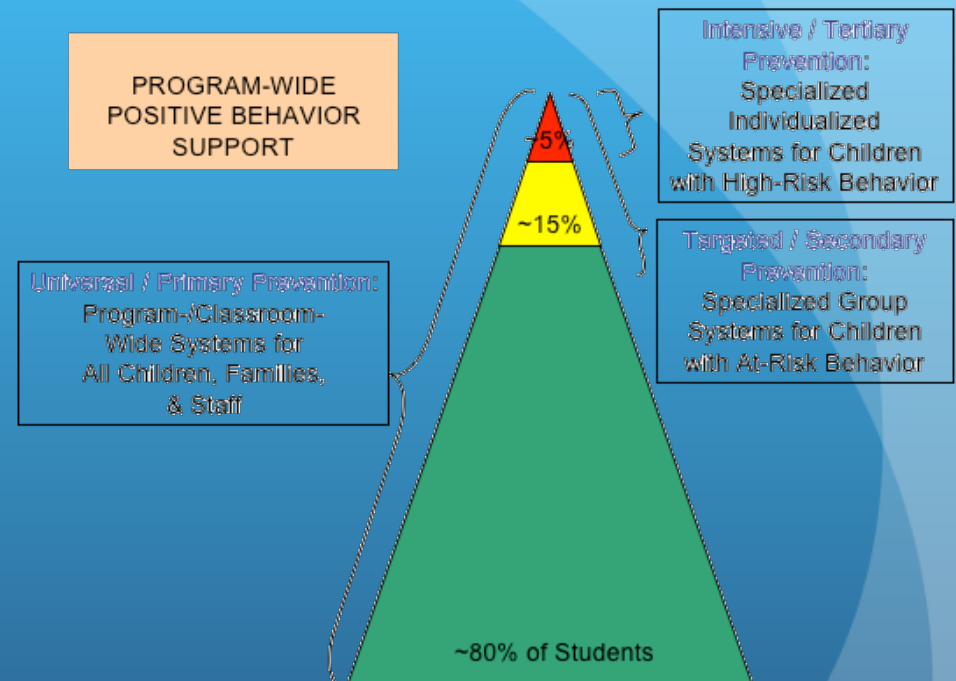 PROGRAM-WIDE
POSITIVE BEHAVIOR
SUPPORT
Intensive / Tertiary
Prevention:
Specialized
Individualized
Systems for Children
with High-Risk Behavior
~5%
~15%
Targeted / Secondary
Prevention:
Specialized Group
Systems for Children
with At-Risk Behavior
Universal / Primary Prevention:
Program-/Classroom-
Wide Systems for
All Children, Families,
& Staff
~80% of Students